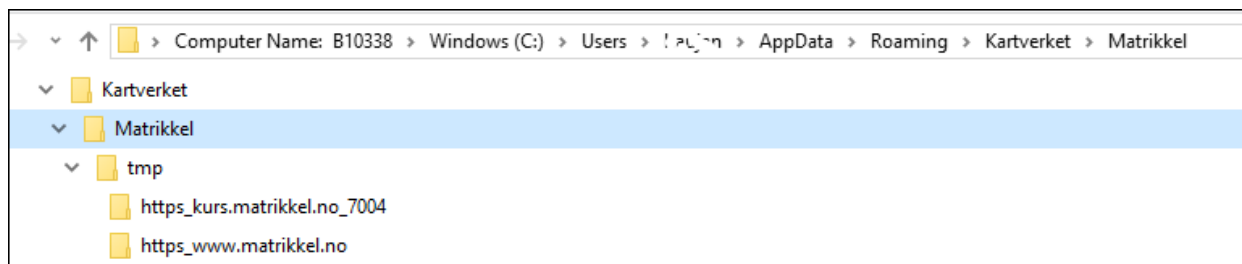 Computer Name: B10338 > Windows (C:) > Users > > AppData > Roaming > Kartverket > Matrikkel
Kartverket
Matrikkel
tmp
https_kurs.matrikkel.no_7004
https_www.matrikkel.no